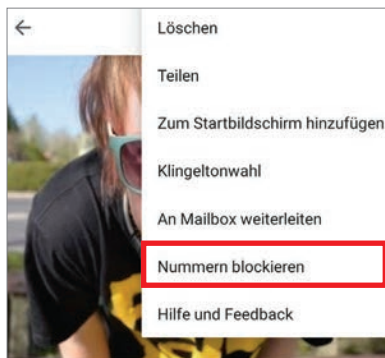 Löschen
Teilen
Zum Startbildschirm hinzufügen
Klingeltonwahl
An Mailbox weiterleiten
Nummern blockieren
Hilfe und Feedback